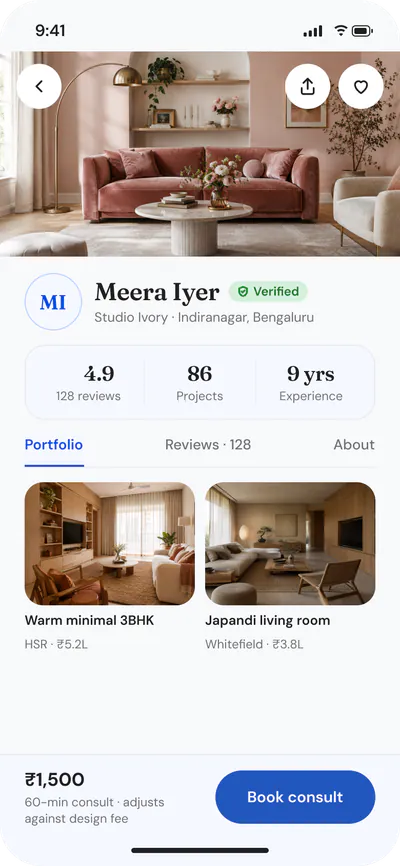 9:41
MI
Meera Iyer
Verified
Studio Ivory · Indiranagar, Bengaluru
4.9
128 reviews
86
Projects
9 yrs
Experience
Portfolio
Reviews · 128
About
Warm minimal 3BHK
HSR · ₹5.2L
Japandi living room
Whitefield · ₹3.8L
₹1,500
60-min consult · adjusts
against design fee
Book consult